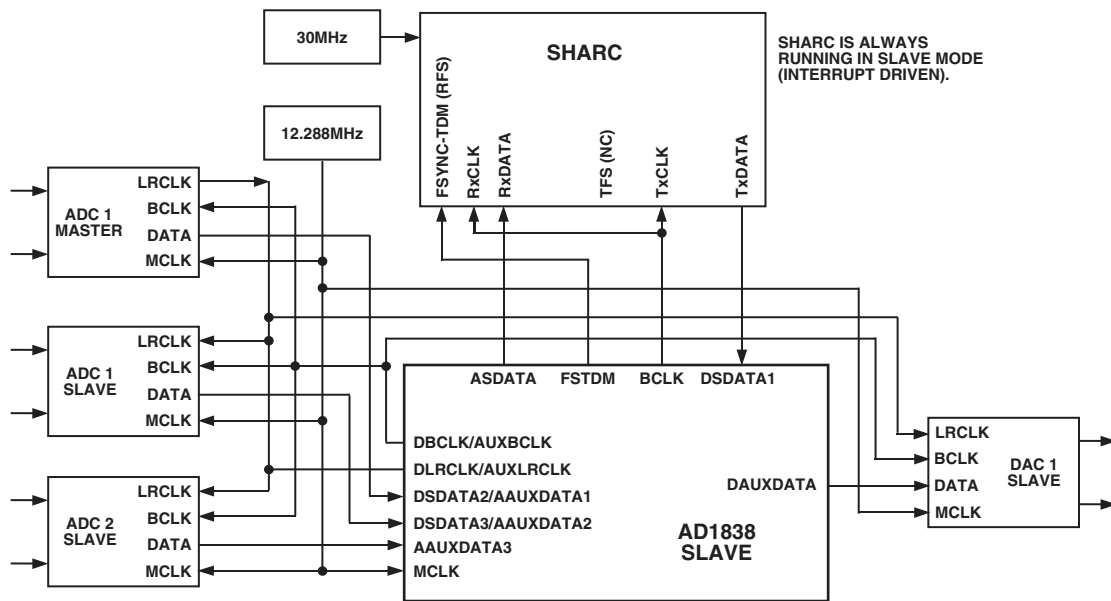 30MHz
SHARC
SHARC IS ALWAYS
RUNNING IN SLAVE MODE
(INTERRUPT DRIVEN).
12.288MHz
FSYNC-TDM (RFS)
RxCLK
RxDATA
TFS (NC)
TxCLK
TxDATA
ADC 1
MASTER
LRCLK
BCLK
DATA
MCLK
ADC 1
SLAVE
LRCLK
BCLK
DATA
MCLK
ADC 2
SLAVE
LRCLK
BCLK
DATA
MCLK
ASDATA
FSTDM
BCLK
DSDATA1
DBCLK/AUXBCLK
DLRCLK/AUXLRCLK
DSDATA2/AAUXDATA1
DSDATA3/AAUXDATA2
AAUXDATA3
MCLK
DAUXDATA
AD1838
SLAVE
LRCLK
BCLK
DATA
MCLK
DAC 1
SLAVE